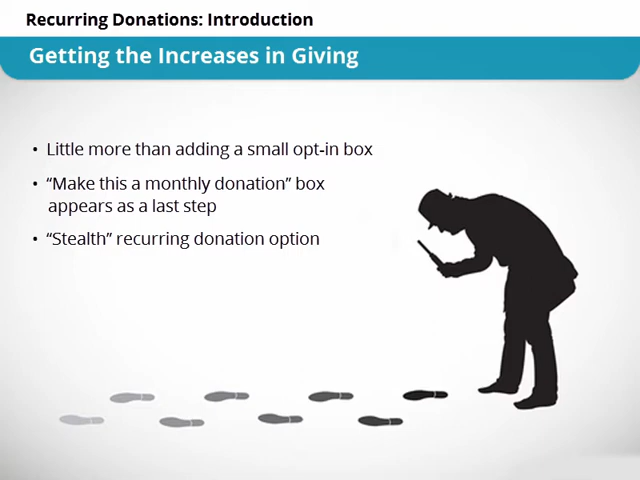 Recurring Donations: Introduction
Getting the Increases in Giving
• Little more than adding a small opt-in box
• “Make this a monthly donation” box
appears as a last step
• “Stealth” recurring donation option